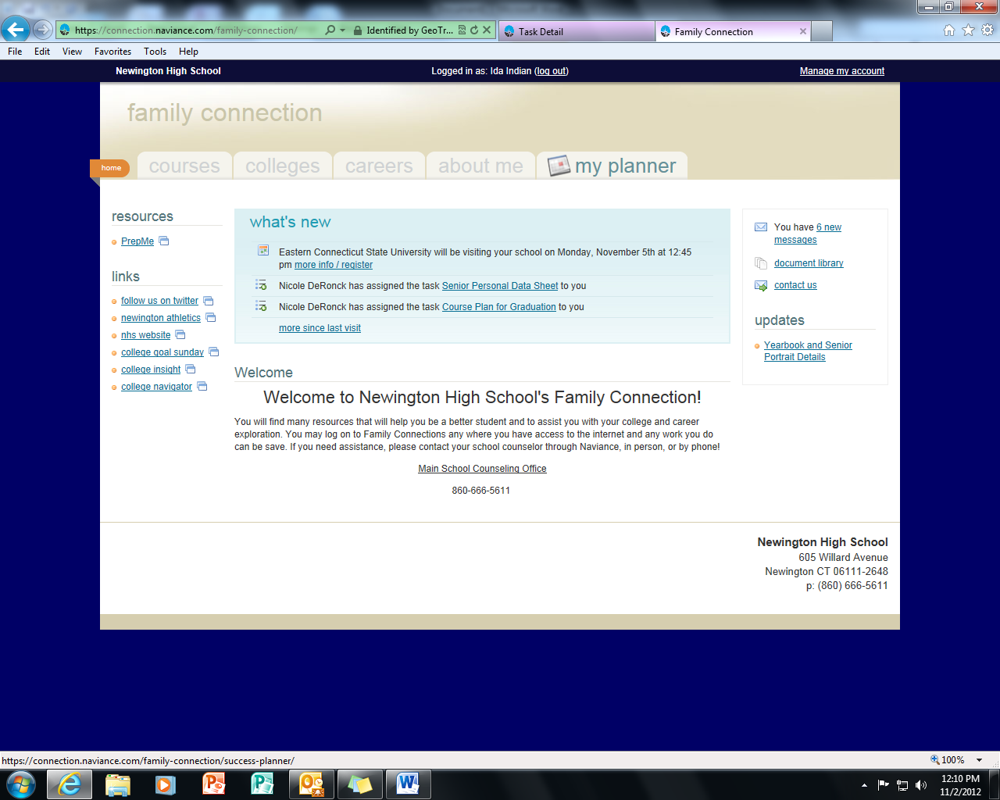 https://connection.naviance.com/family-connection/
Identified by GeoTr...
Task Detail
Family Connection
File Edit View Favorites Tools Help
Newington High School
Logged in as: Ida Indian (log out)
Manage my account
family connection
home
courses
colleges
careers
about me
my planner
resources
PrepMe
links
follow us on twitter
newington athletics
nhs website
college goal sunday
college insight
college navigator
what's new
Eastern Connecticut State University will be visiting your school on Monday, November 5th at 12:45
pm more info / register
Nicole DeRonck has assigned the task Senior Personal Data Sheet to you
Nicole DeRonck has assigned the task Course Plan for Graduation to you
more since last visit
Welcome
Welcome to Newington High School's Family Connection!
You will find many resources that will help you be a better student and to assist you with your college and career
exploration. You may log on to Family Connections any where you have access to the internet and any work you do
can be save. If you need assistance, please contact your school counselor through Naviance, in person, or by phone!
Main School Counseling Office
860-666-5611
You have 6 new
messages
document library
contact us
updates
Yearbook and Senior
Portrait Details
Newington High School
605 Willard Avenue
Newington CT 06111-2648
p: (860) 666-5611
https://connection.naviance.com/family-connection/success-planner/
100%
12:10 PM
11/2/2012